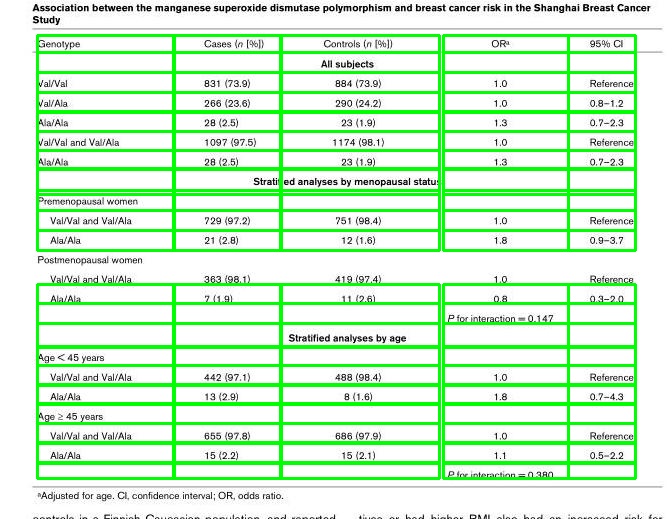 Association between the manganese superoxide dismutase polymorphism and breast cancer risk in the Shanghai Breast Cancer
Study
Genotype Cases (n [%]) Controls (n [%]) ORᵃ 95% CI
All subjects
Val/Val 831 (73.9) 884 (73.9) 1.0 Reference
Val/Ala 266 (23.6) 290 (24.2) 1.0 0.8–1.2
Ala/Ala 28 (2.5) 23 (1.9) 1.3 0.7–2.3
Val/Val and Val/Ala 1097 (97.5) 1174 (98.1) 1.0 Reference
Ala/Ala 28 (2.5) 23 (1.9) 1.3 0.7–2.3
Stratified analyses by menopausal status
Premenopausal women
Val/Val and Val/Ala 729 (97.2) 751 (98.4) 1.0 Reference
Ala/Ala 21 (2.8) 12 (1.6) 1.8 0.9–3.7
Postmenopausal women
Val/Val and Val/Ala 363 (98.1) 419 (97.4) 1.0 Reference
Ala/Ala 7 (1.9) 11 (2.6) 0.8 0.3–2.0
P for interaction = 0.147
Stratified analyses by age
Age < 45 years
Val/Val and Val/Ala 442 (97.1) 488 (98.4) 1.0 Reference
Ala/Ala 13 (2.9) 8 (1.6) 1.8 0.7–4.3
Age ≥ 45 years
Val/Val and Val/Ala 655 (97.8) 686 (97.9) 1.0 Reference
Ala/Ala 15 (2.2) 15 (2.1) 1.1 0.5–2.2
P for interaction = 0.380
ᵃAdjusted for age. CI, confidence interval; OR, odds ratio.
controls in a Finnish Caucasian population, and reported tives or had higher BMI also had an increased risk for